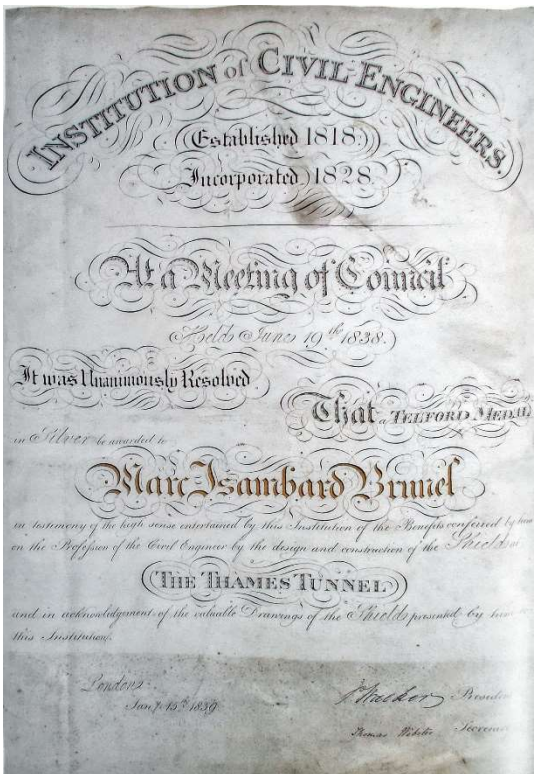 INSTITUTION of CIVIL ENGINEERS.
Established 1818.
Incorporated 1828.
At a Meeting of Council
Held June 19th 1838.
It was Unanimously Resolved
That a TELFORD MEDAL
in Silver be awarded to
Marc Isambard Brunel
in testimony of the high sense entertained by this Institution of the Benefits conferred by him
on the Profession of the Civil Engineer by the design and construction of the Shield at
THE THAMES TUNNEL
and in acknowledgement of the valuable Drawings of the Shield presented by him to
this Institution.
London
Jany 15th 1839
J. Walker President
Thomas Webster Secretary